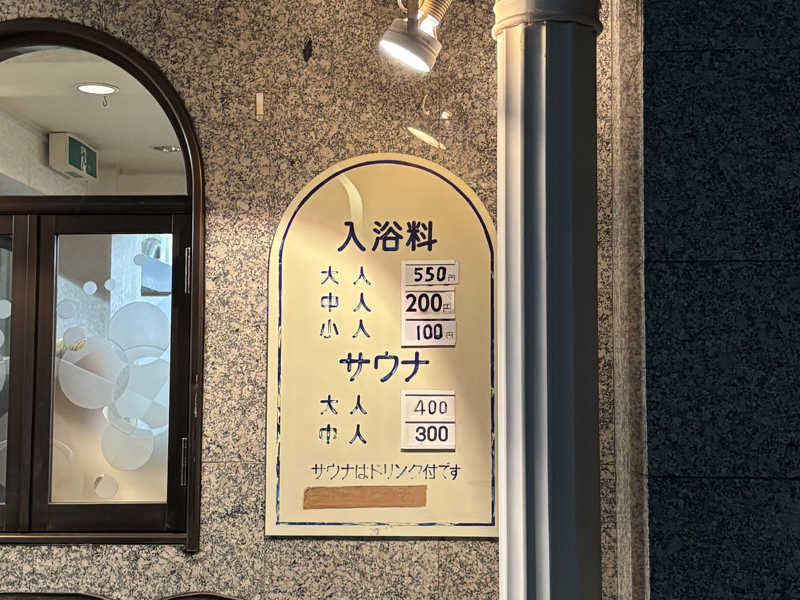 入浴料
大人 550円
中人 200円
小人 100円
サウナ
大人 400
中人 300
サウナはドリンク付です